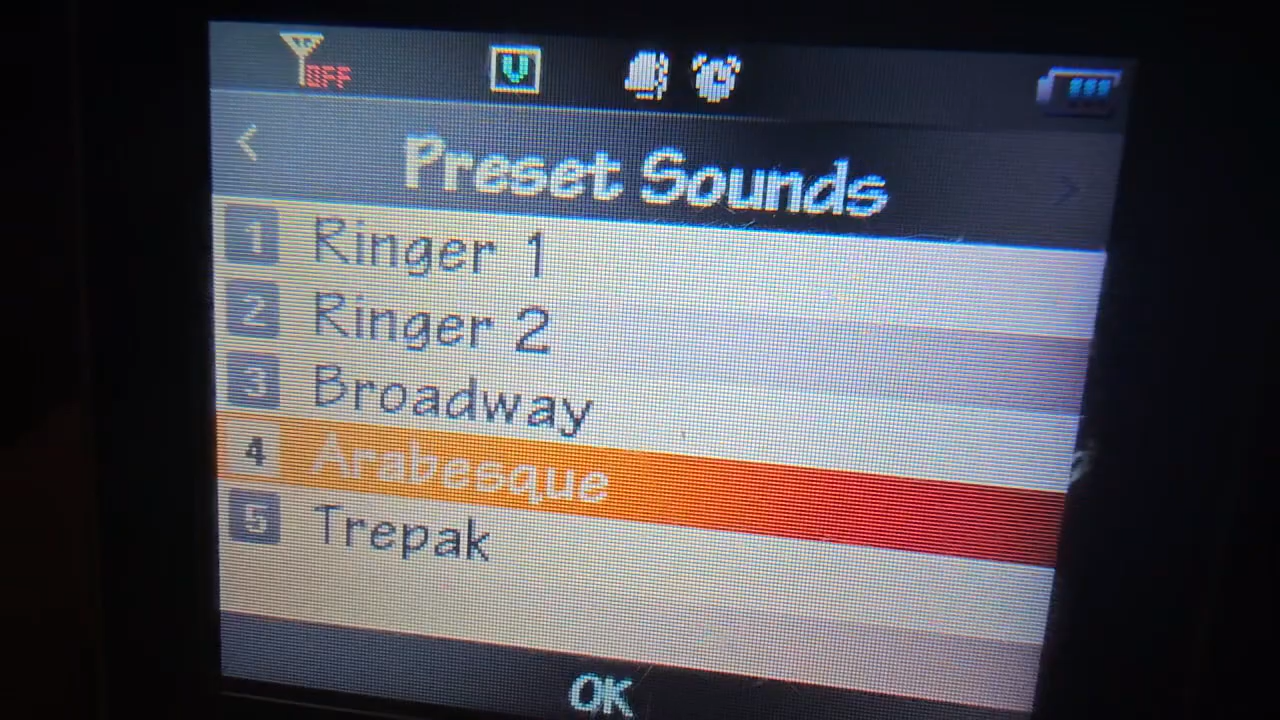 OFF V
Preset Sounds
1 Ringer 1
2 Ringer 2
3 Broadway
4 Arabesque
5 Trepak
OK